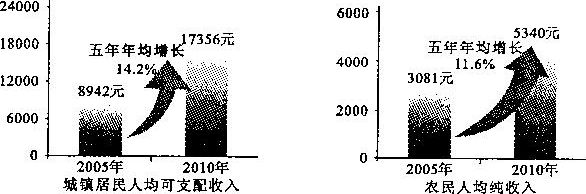 24000
18000
12000
6000
0
五年年均增长
14.2%
8942元
17356元
2005年
2010年
城镇居民人均可支配收入
6000
4000
2000
0
五年年均增长
11.6%
3081元
5340元
2005年
2010年
农民人均纯收入